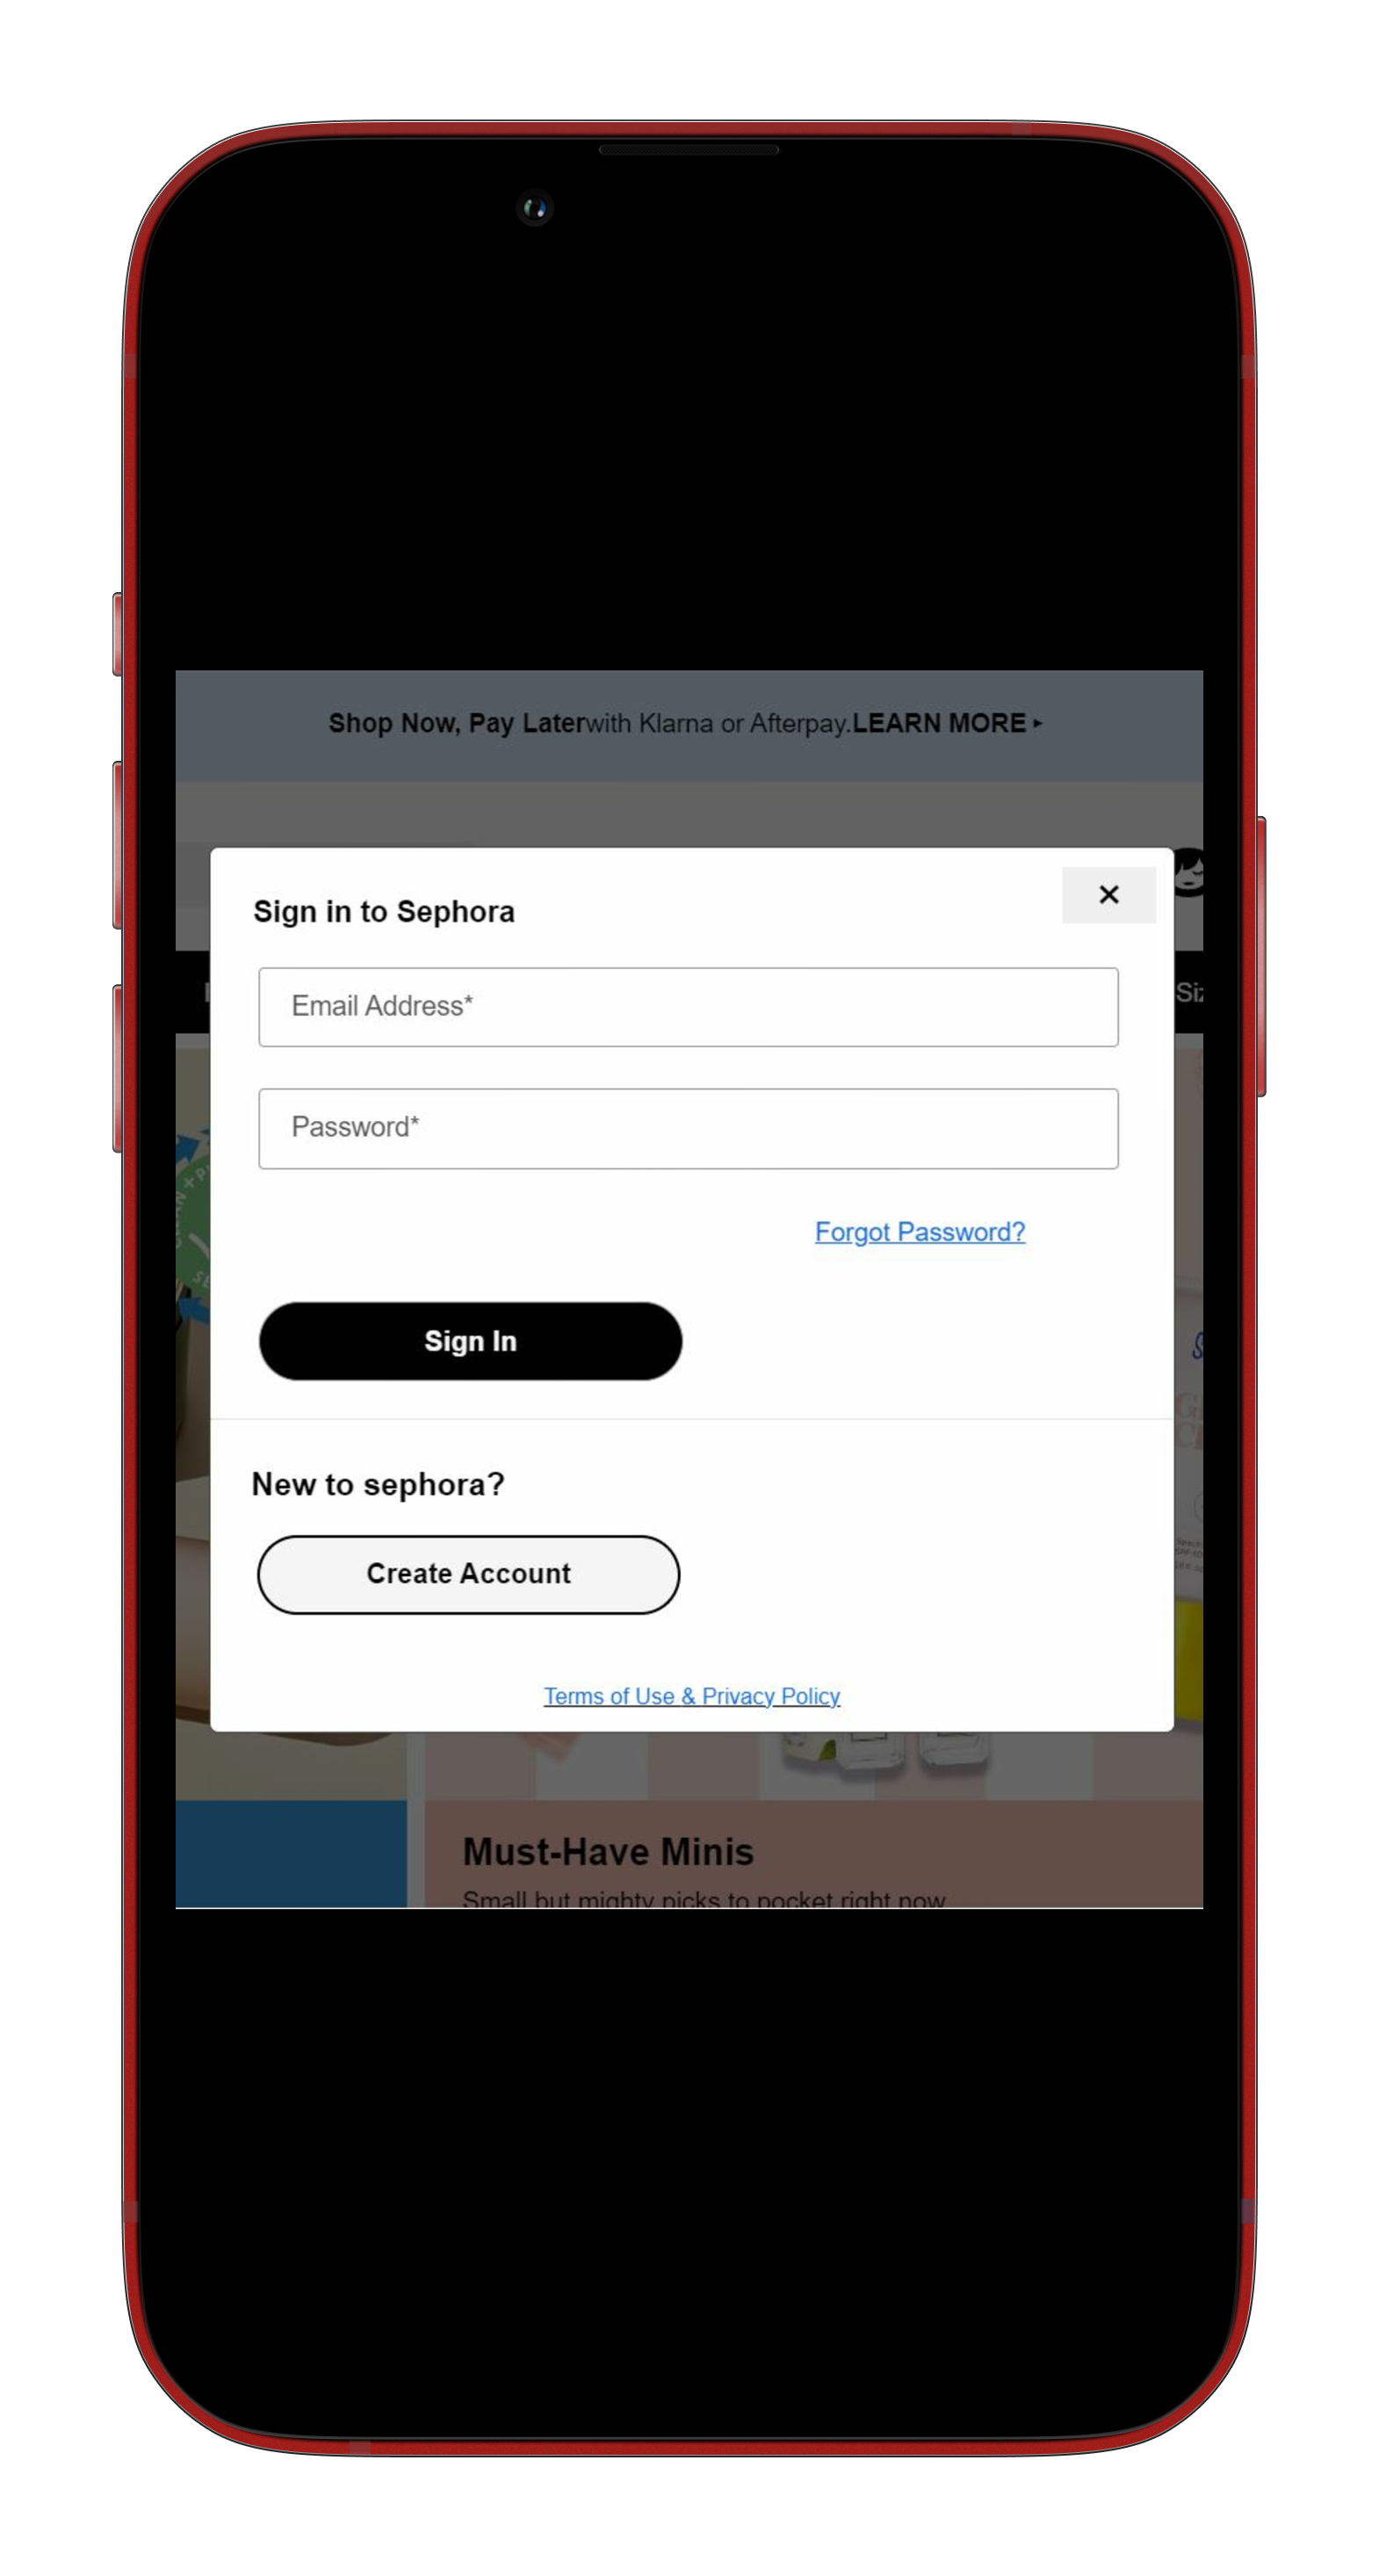 Shop Now, Pay Laterwith Klarna or Afterpay.LEARN MORE ▸
Sign in to Sephora
Email Address*
Password*
Forgot Password?
Sign In
New to sephora?
Create Account
Terms of Use & Privacy Policy
Must-Have Minis
Small but mighty picks to pocket right now